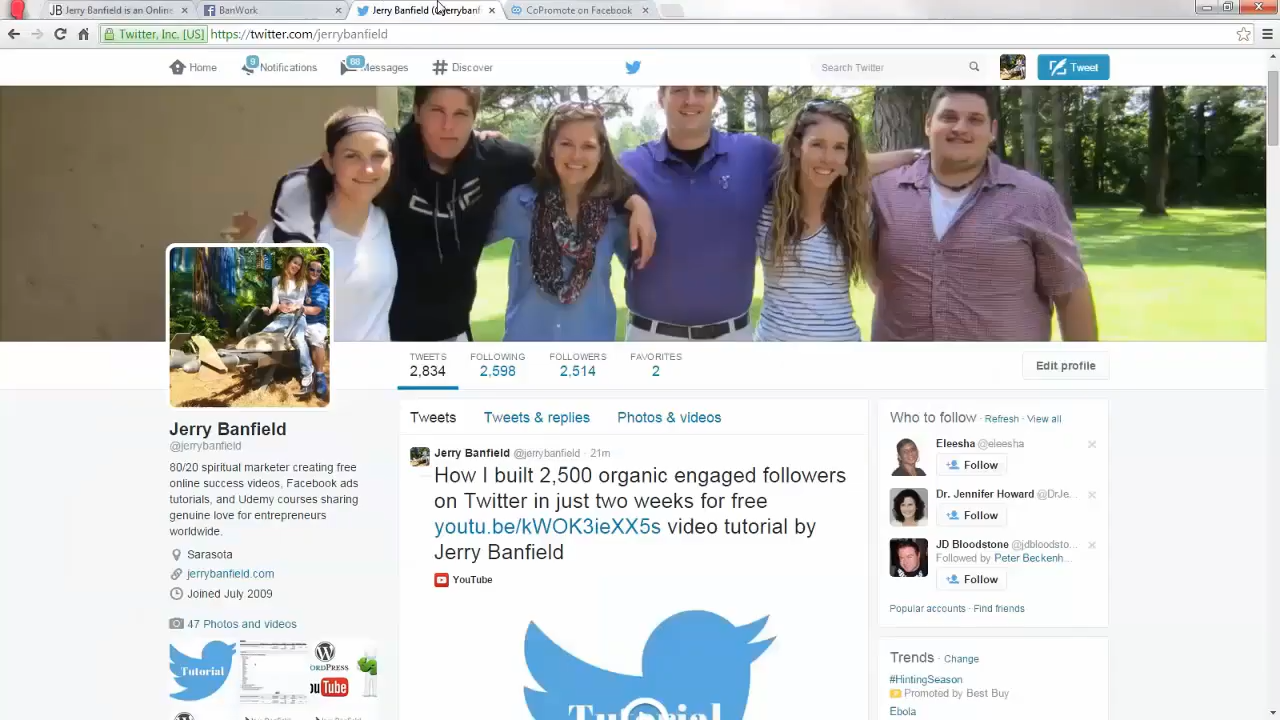 JB Jerry Banfield is an Online
BanWork
Jerry Banfield (@jerryban
CoPromote on Facebook
Twitter, Inc. [US] https://twitter.com/jerrybanfield
Home
9 Notifications
68 Messages
Discover
Search Twitter
Tweet
TWEETS FOLLOWING FOLLOWERS FAVORITES
2,834 2,598 2,514 2
Edit profile
Jerry Banfield
@jerrybanfield
80/20 spiritual marketer creating free
online success videos, Facebook ads
tutorials, and Udemy courses sharing
genuine love for entrepreneurs
worldwide.
Sarasota
jerrybanfield.com
Joined July 2009
47 Photos and videos
Tutorial
WORDPRESS
YouTube
Tweets Tweets & replies Photos & videos
Jerry Banfield @jerrybanfield · 21m
How I built 2,500 organic engaged followers
on Twitter in just two weeks for free
youtu.be/kWOK3ieXX5s video tutorial by
Jerry Banfield
YouTube
Tutorial
Who to follow · Refresh · View all
Eleesha @eleesha
Follow
Dr. Jennifer Howard @DrJe...
Follow
JD Bloodstone @jdbloodsto...
Followed by Peter Beckenh...
Follow
Popular accounts · Find friends
Trends · Change
#HintingSeason
Promoted by Best Buy
Ebola